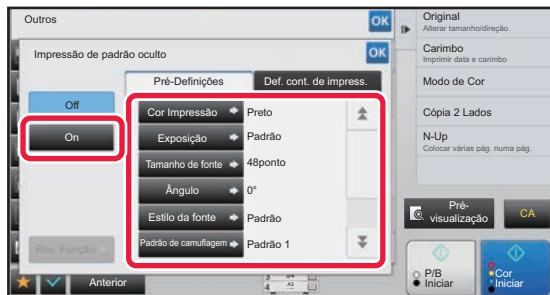 Outros
OK
Impressão de padrão oculto
OK
Pré-Definições
Def. cont. de impress.
Off
On
Cor Impressão
Preto
Exposição
Padrão
Tamanho de fonte
48ponto
Ângulo
0°
Estilo da fonte
Padrão
Padrão de camuflagem
Padrão 1
Rev. Função
Anterior
Original
Alterar tamanho/direção.
Carimbo
Imprimir data e carimbo
Modo de Cor
Cópia 2 Lados
N-Up
Colocar várias pág. numa pág.
Pré-
visualização
CA
P/B
Iniciar
Cor
Iniciar